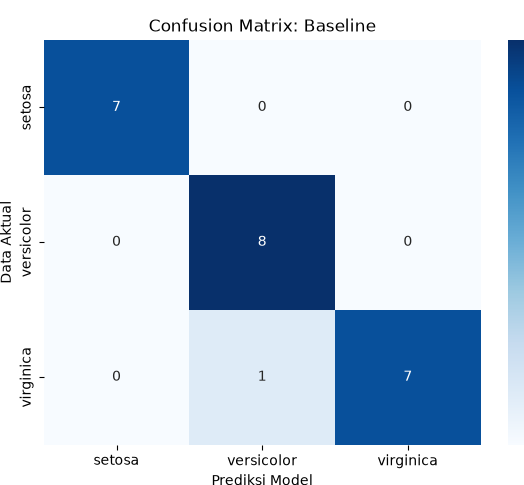 Confusion Matrix: Baseline
Data Aktual
setosa
7 0 0
versicolor
0 8 0
virginica
0 1 7
setosa versicolor virginica
Prediksi Model